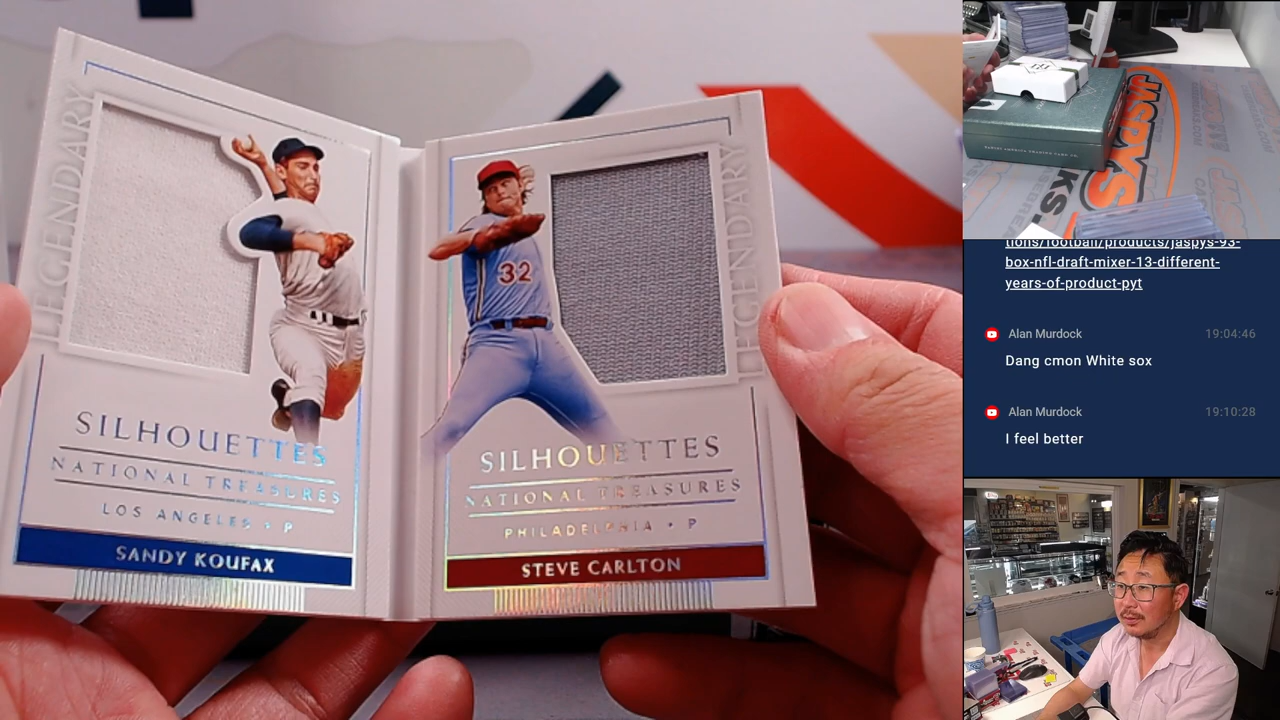 LEGENDARY
SILHOUETTES
NATIONAL TREASURES
LOS ANGELES • P
SANDY KOUFAX
32
LEGENDARY
SILHOUETTES
NATIONAL TREASURES
PHILADELPHIA • P
STEVE CARLTON
JASPYS
tions/football/products/jaspys-93-
box-nfl-draft-mixer-13-different-
years-of-product-pyt
Alan Murdock 19:04:46
Dang cmon White sox
Alan Murdock 19:10:28
I feel better